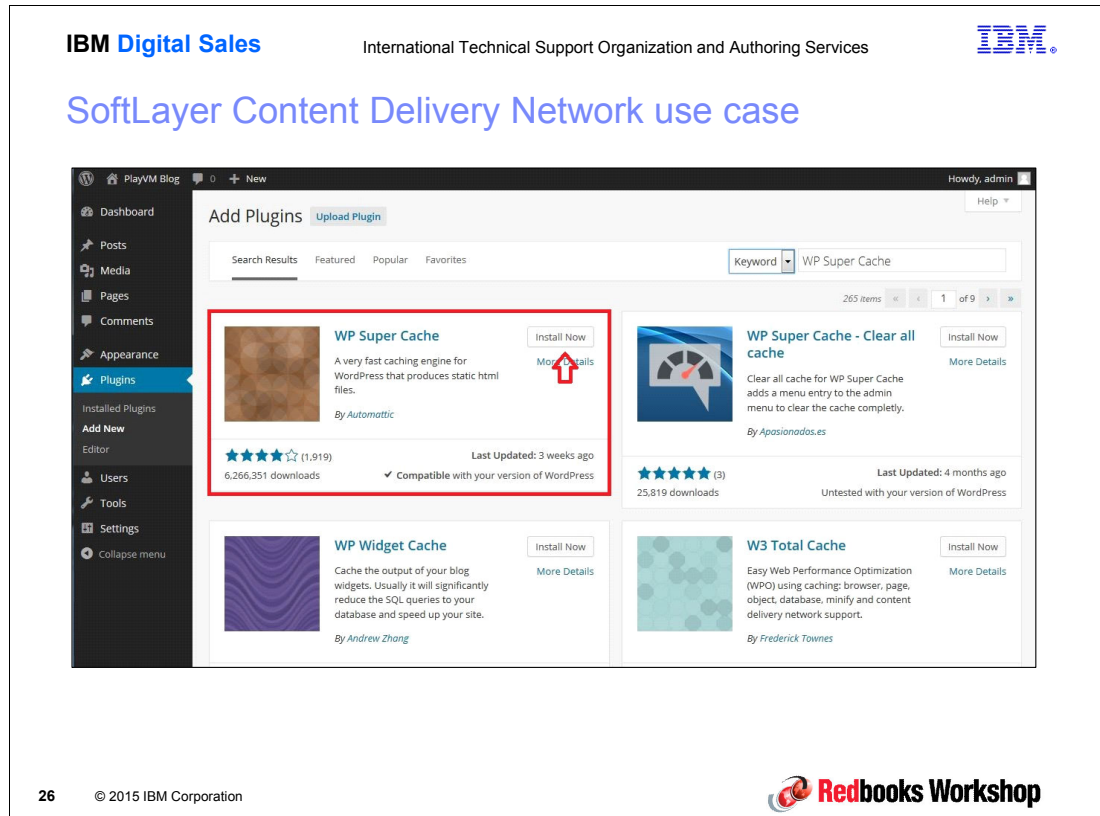 IBM Digital Sales
International Technical Support Organization and Authoring Services
IBM®
SoftLayer Content Delivery Network use case
PlayVM Blog 0 + New
Howdy, admin
Dashboard
Posts
Media
Pages
Comments
Appearance
Plugins
Installed Plugins
Add New
Editor
Users
Tools
Settings
Collapse menu
Help
Add Plugins Upload Plugin
Search Results Featured Popular Favorites
Keyword WP Super Cache
265 items « ‹ 1 of 9 › »
WP Super Cache
Install Now
More Details
A very fast caching engine for
WordPress that produces static html
files.
By Automattic
(1,919)
6,266,351 downloads
Last Updated: 3 weeks ago
✔ Compatible with your version of WordPress
WP Super Cache - Clear all
cache
Install Now
More Details
Clear all cache for WP Super Cache
adds a menu entry to the admin
menu to clear the cache completly.
By Apasionados.es
(3)
25,819 downloads
Last Updated: 4 months ago
Untested with your version of WordPress
WP Widget Cache
Install Now
More Details
Cache the output of your blog
widgets. Usually it will significantly
reduce the SQL queries to your
database and speed up your site.
By Andrew Zhang
W3 Total Cache
Install Now
More Details
Easy Web Performance Optimization
(WPO) using caching: browser, page,
object, database, minify and content
delivery network support.
By Frederick Townes
26 © 2015 IBM Corporation
Redbooks Workshop